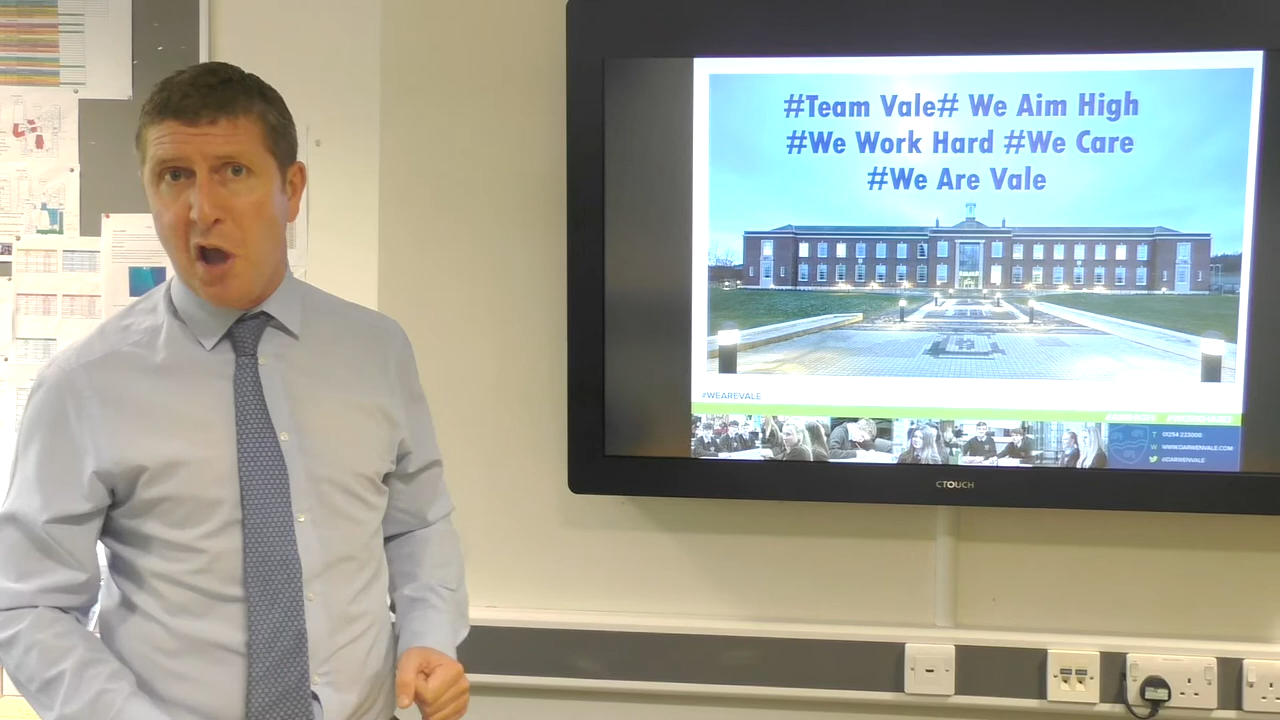 #Team Vale# We Aim High
#We Work Hard #We Care
#We Are Vale
#WEAREVALE
T 01254 223000
W WWW.DARWENVALE.COM
@DARWENVALE
CTOUCH